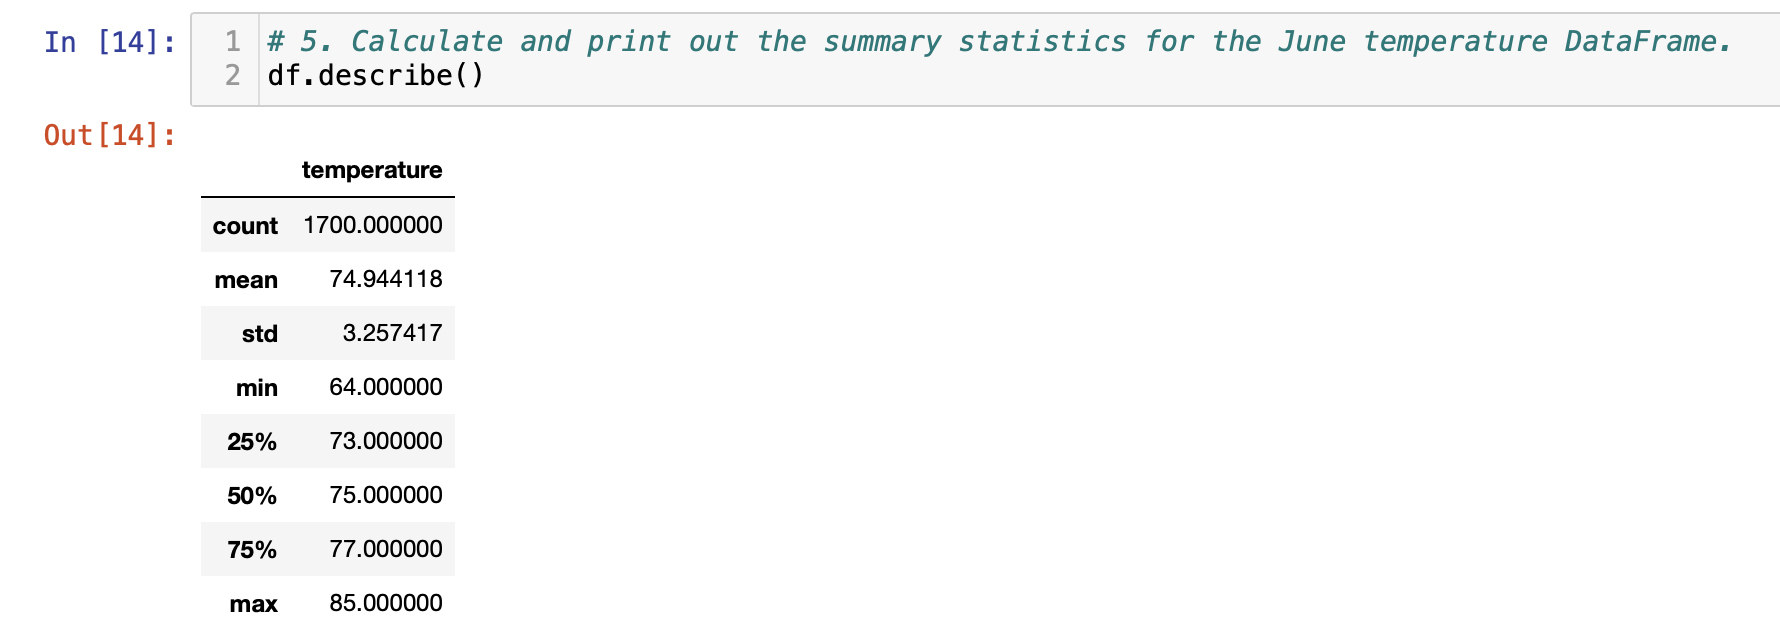 In [14]:
1 # 5. Calculate and print out the summary statistics for the June temperature DataFrame.
2 df.describe()
Out[14]:
temperature
count 1700.000000
mean 74.944118
std 3.257417
min 64.000000
25% 73.000000
50% 75.000000
75% 77.000000
max 85.000000